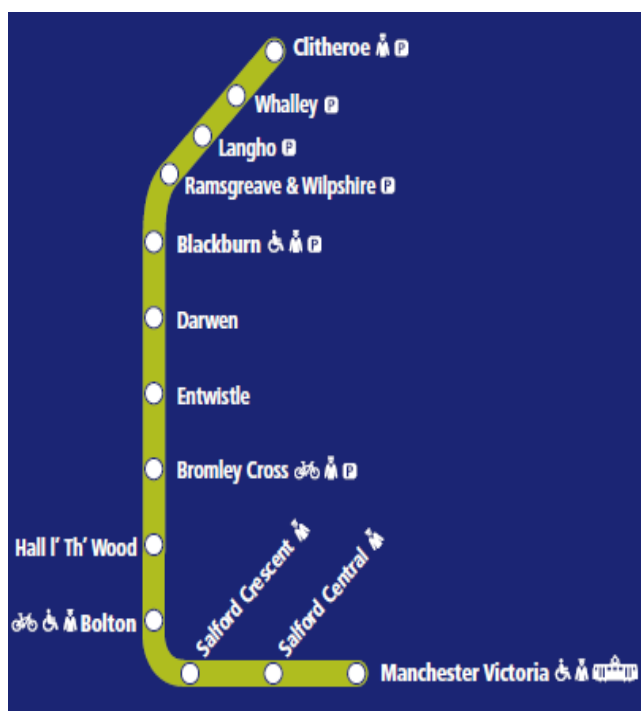 Clitheroe P
Whalley P
Langho P
Ramsgreave & Wilpshire P
Blackburn P
Darwen
Entwistle
Bromley Cross P
Hall I' Th' Wood
Bolton
Salford Crescent
Salford Central
Manchester Victoria